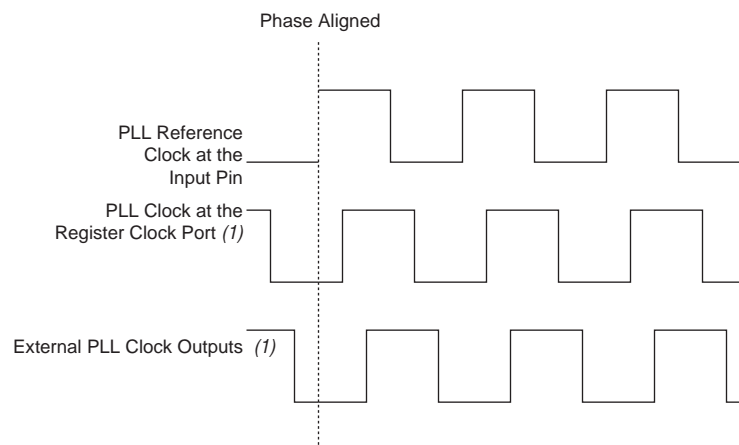 Phase Aligned
PLL Reference
Clock at the
Input Pin
PLL Clock at the
Register Clock Port (1)
External PLL Clock Outputs (1)